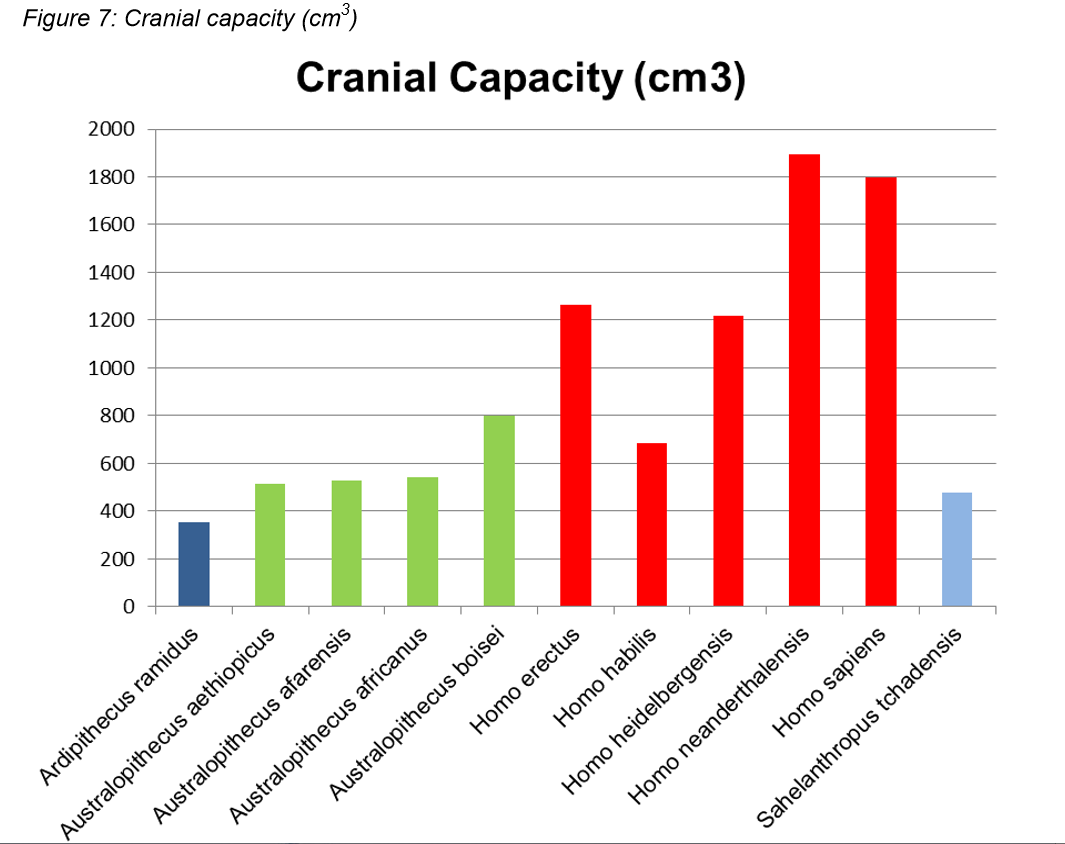 Figure 7: Cranial capacity (cm3)
Cranial Capacity (cm3)
2000
1800
1600
1400
1200
1000
800
600
400
200
0
Ardipithecus ramidus
Australopithecus aethiopicus
Australopithecus afarensis
Australopithecus africanus
Australopithecus boisei
Homo erectus
Homo habilis
Homo heidelbergensis
Homo neanderthalensis
Homo sapiens
Sahelanthropus tchadensis